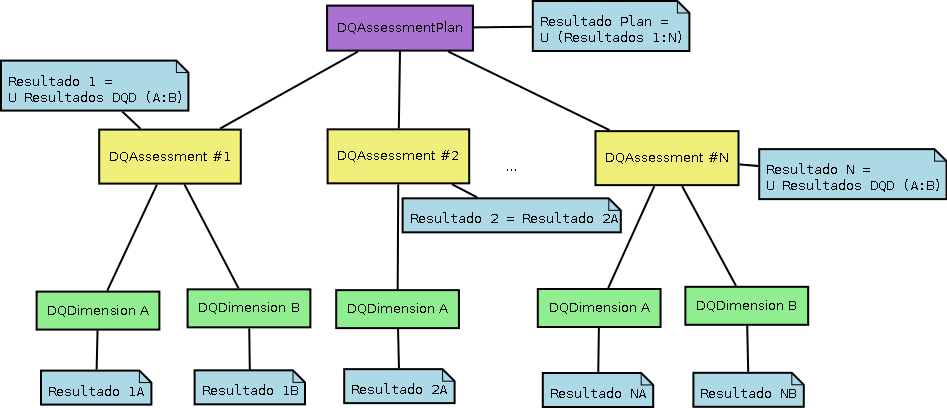 DQAssessmentPlan
Resultado Plan =
U (Resultados 1:N)
Resultado 1 =
U Resultados DQD (A:B)
DQAssessment #1
DQAssessment #2
...
DQAssessment #N
Resultado N =
U Resultados DQD (A:B)
Resultado 2 = Resultado 2A
DQDimension A
DQDimension B
DQDimension A
DQDimension A
DQDimension B
Resultado 1A
Resultado 1B
Resultado 2A
Resultado NA
Resultado NB